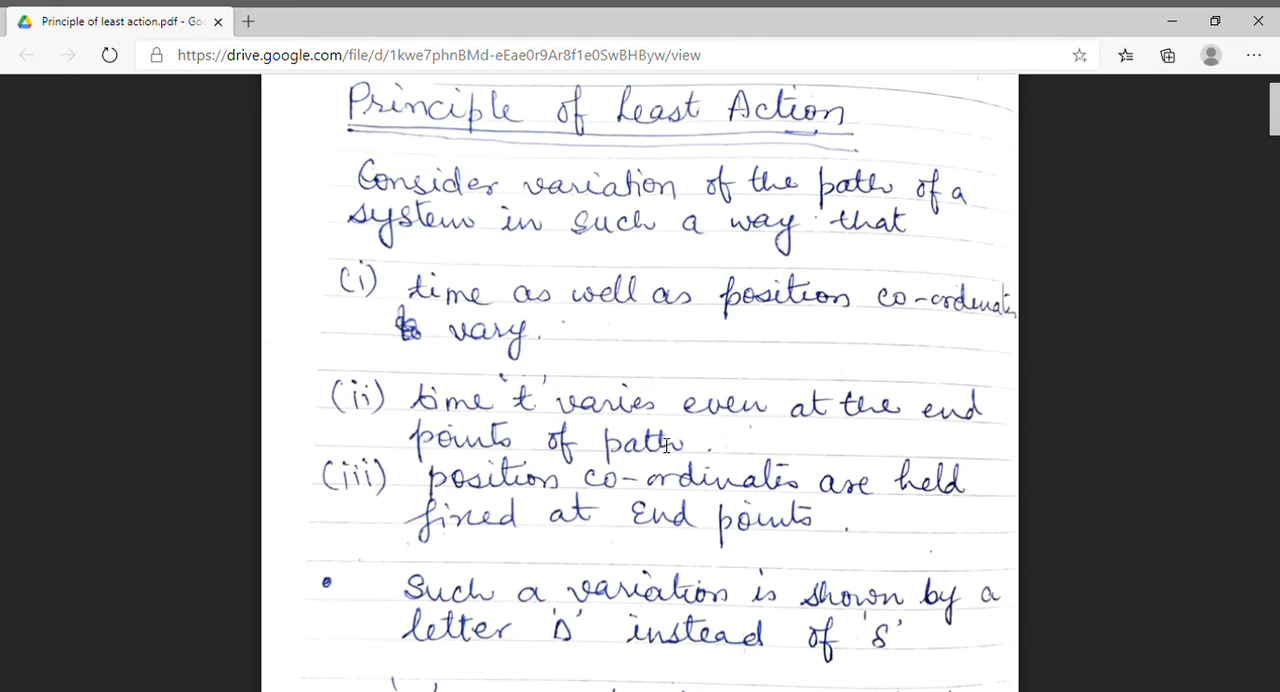 Principle of least action.pdf - Go
https://drive.google.com/file/d/1kwe7phnBMd-eEae0r9Ar8f1e0SwBHByw/view
Principle of Least Action
Consider variation of the path of a
system in such a way that
(i) time as well as position co-ordinates
vary.
(ii) time 't' varies even at the end
points of path.
(iii) position co-ordinates are held
fixed at End points.
• Such a variation is shown by a
letter 'Δ' instead of 'δ'